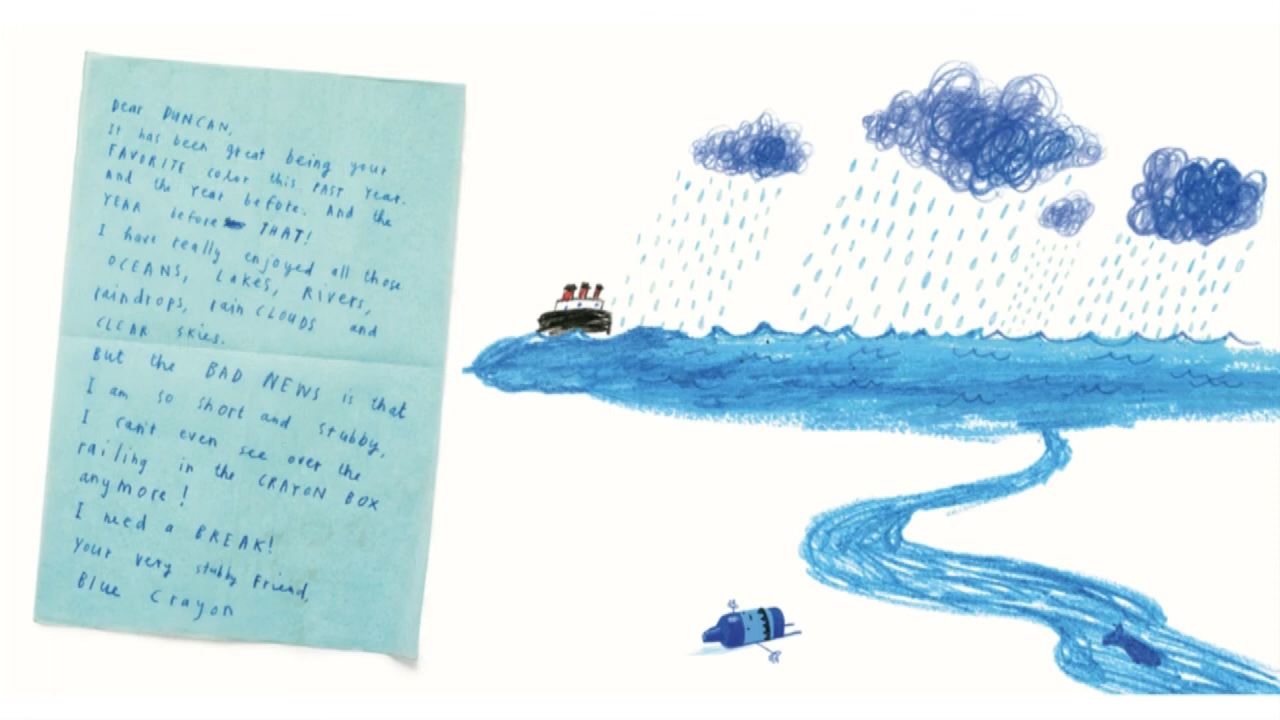 Dear DUNCAN,
It has been great being your
FAVORITE color this PAST year.
and the Year before. And the
YEAR before THAT!
I have really enjoyed all those
OCEANS, Lakes, Rivers,
raindrops, rain CLOUDS and
CLEAR skies.
But the BAD NEWS is that
I am so short and stubby,
I can't even see over the
railing in the CRAYON BOX
anymore!
I need a BREAK!
Your very stubby Friend,
Blue Crayon